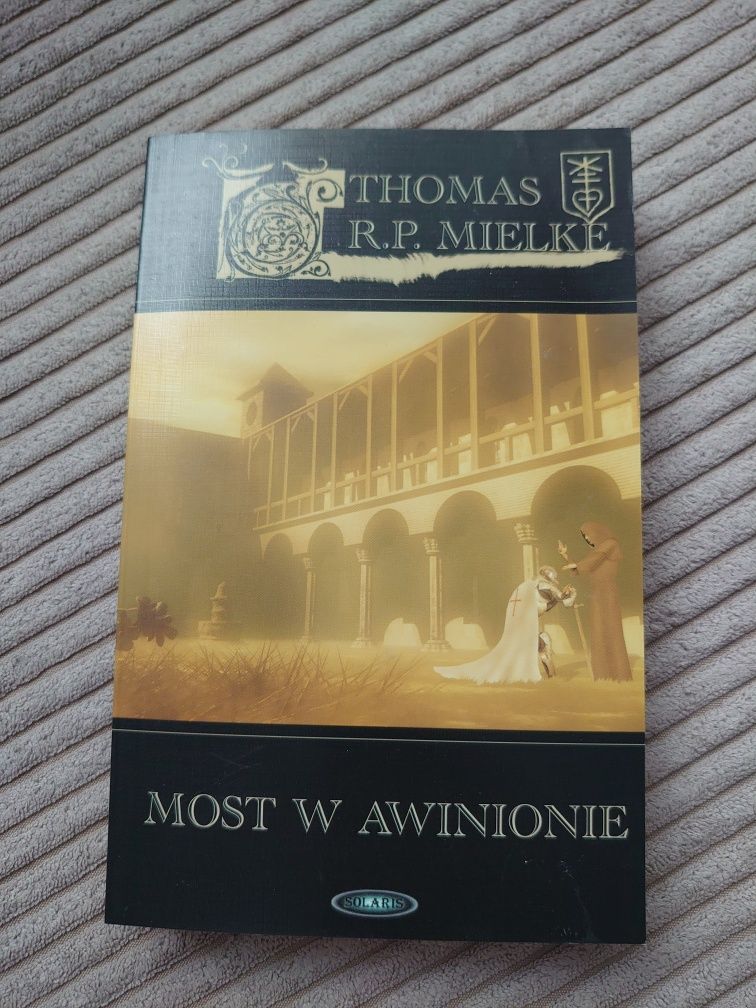 THOMAS
R.P. MIELKE
MOST W AWINIONIE
SOLARIS